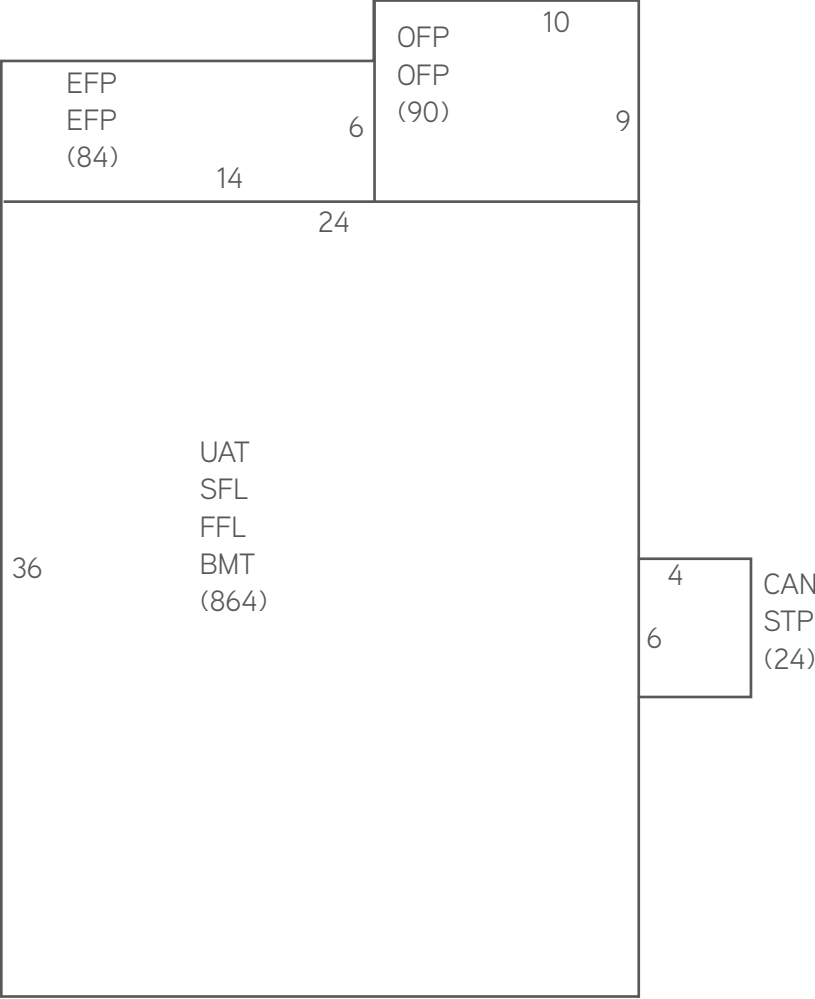 OFP
OFP
(90)
10
9
EFP
EFP
(84)
6
14
24
UAT
SFL
FFL
BMT
(864)
36
4
6
CAN
STP
(24)